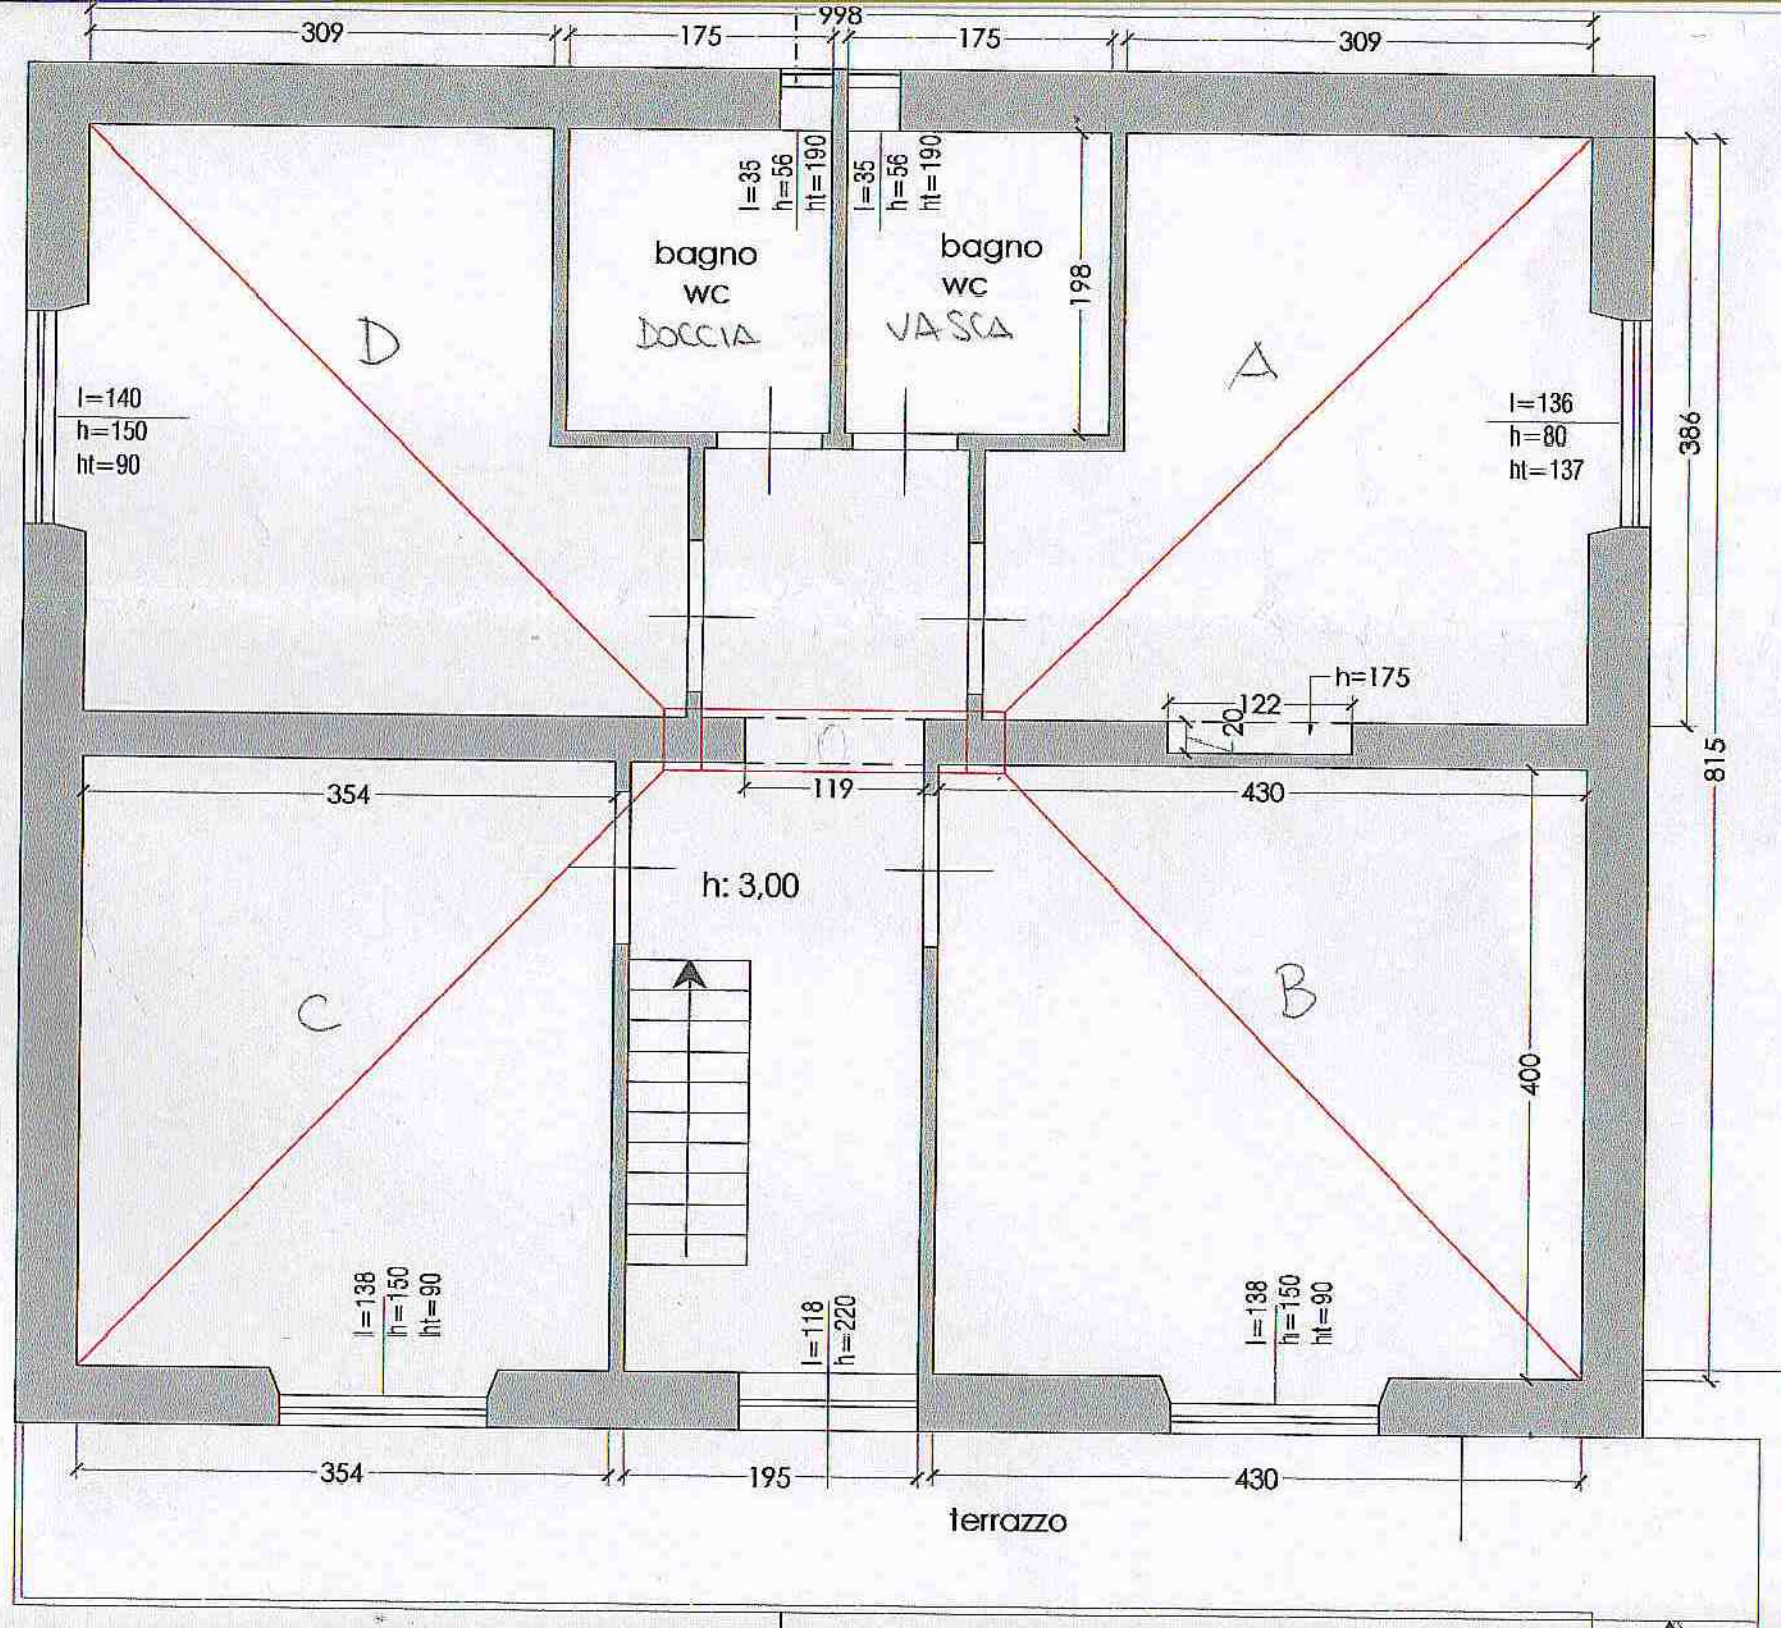 998
309
175
175
309
l=35
h=56
ht=190
l=35
h=56
ht=190
bagno
wc
DOCCIA
bagno
wc
VASCA
198
D
A
l=140
h=150
ht=90
l=136
h=80
ht=137
386
815
h=175
122
20
354
119
430
h: 3,00
C
B
400
l=138
h=150
ht=90
l=118
h=220
l=138
h=150
ht=90
354
195
430
terrazzo